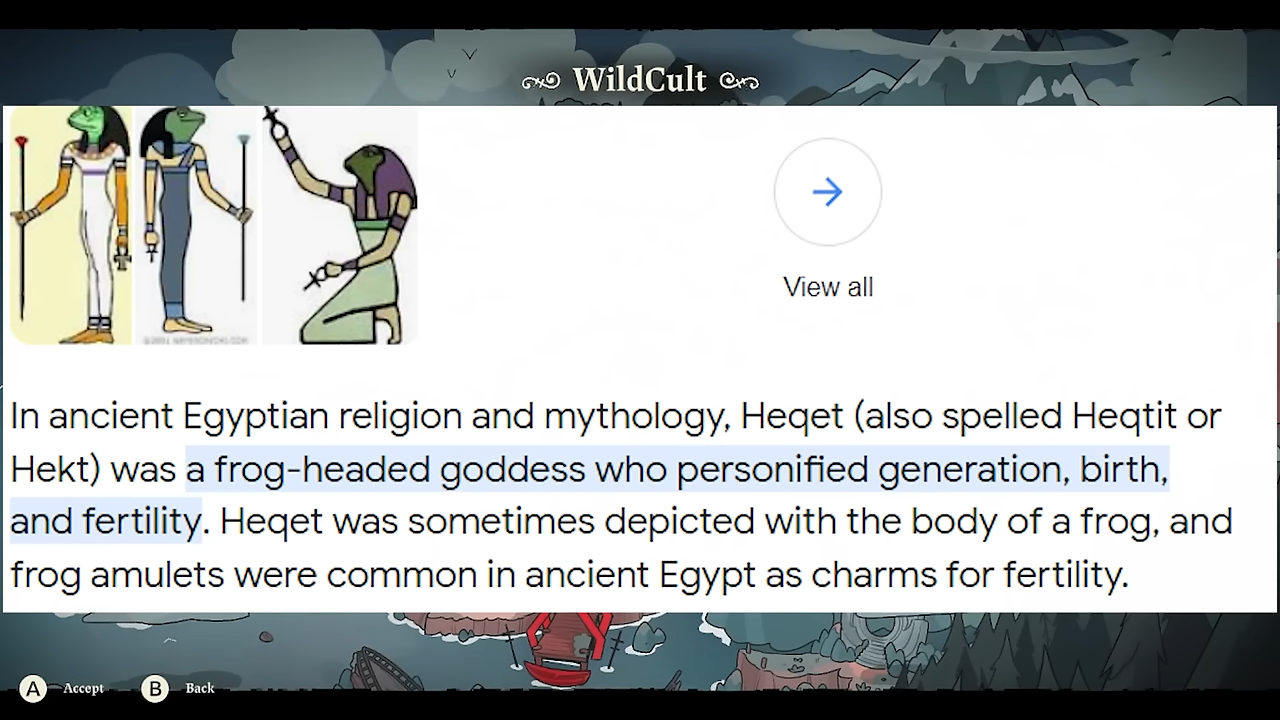 WildCult
View all
In ancient Egyptian religion and mythology, Heqet (also spelled Heqtit or
Hekt) was a frog-headed goddess who personified generation, birth,
and fertility. Heqet was sometimes depicted with the body of a frog, and
frog amulets were common in ancient Egypt as charms for fertility.
A Accept B Back